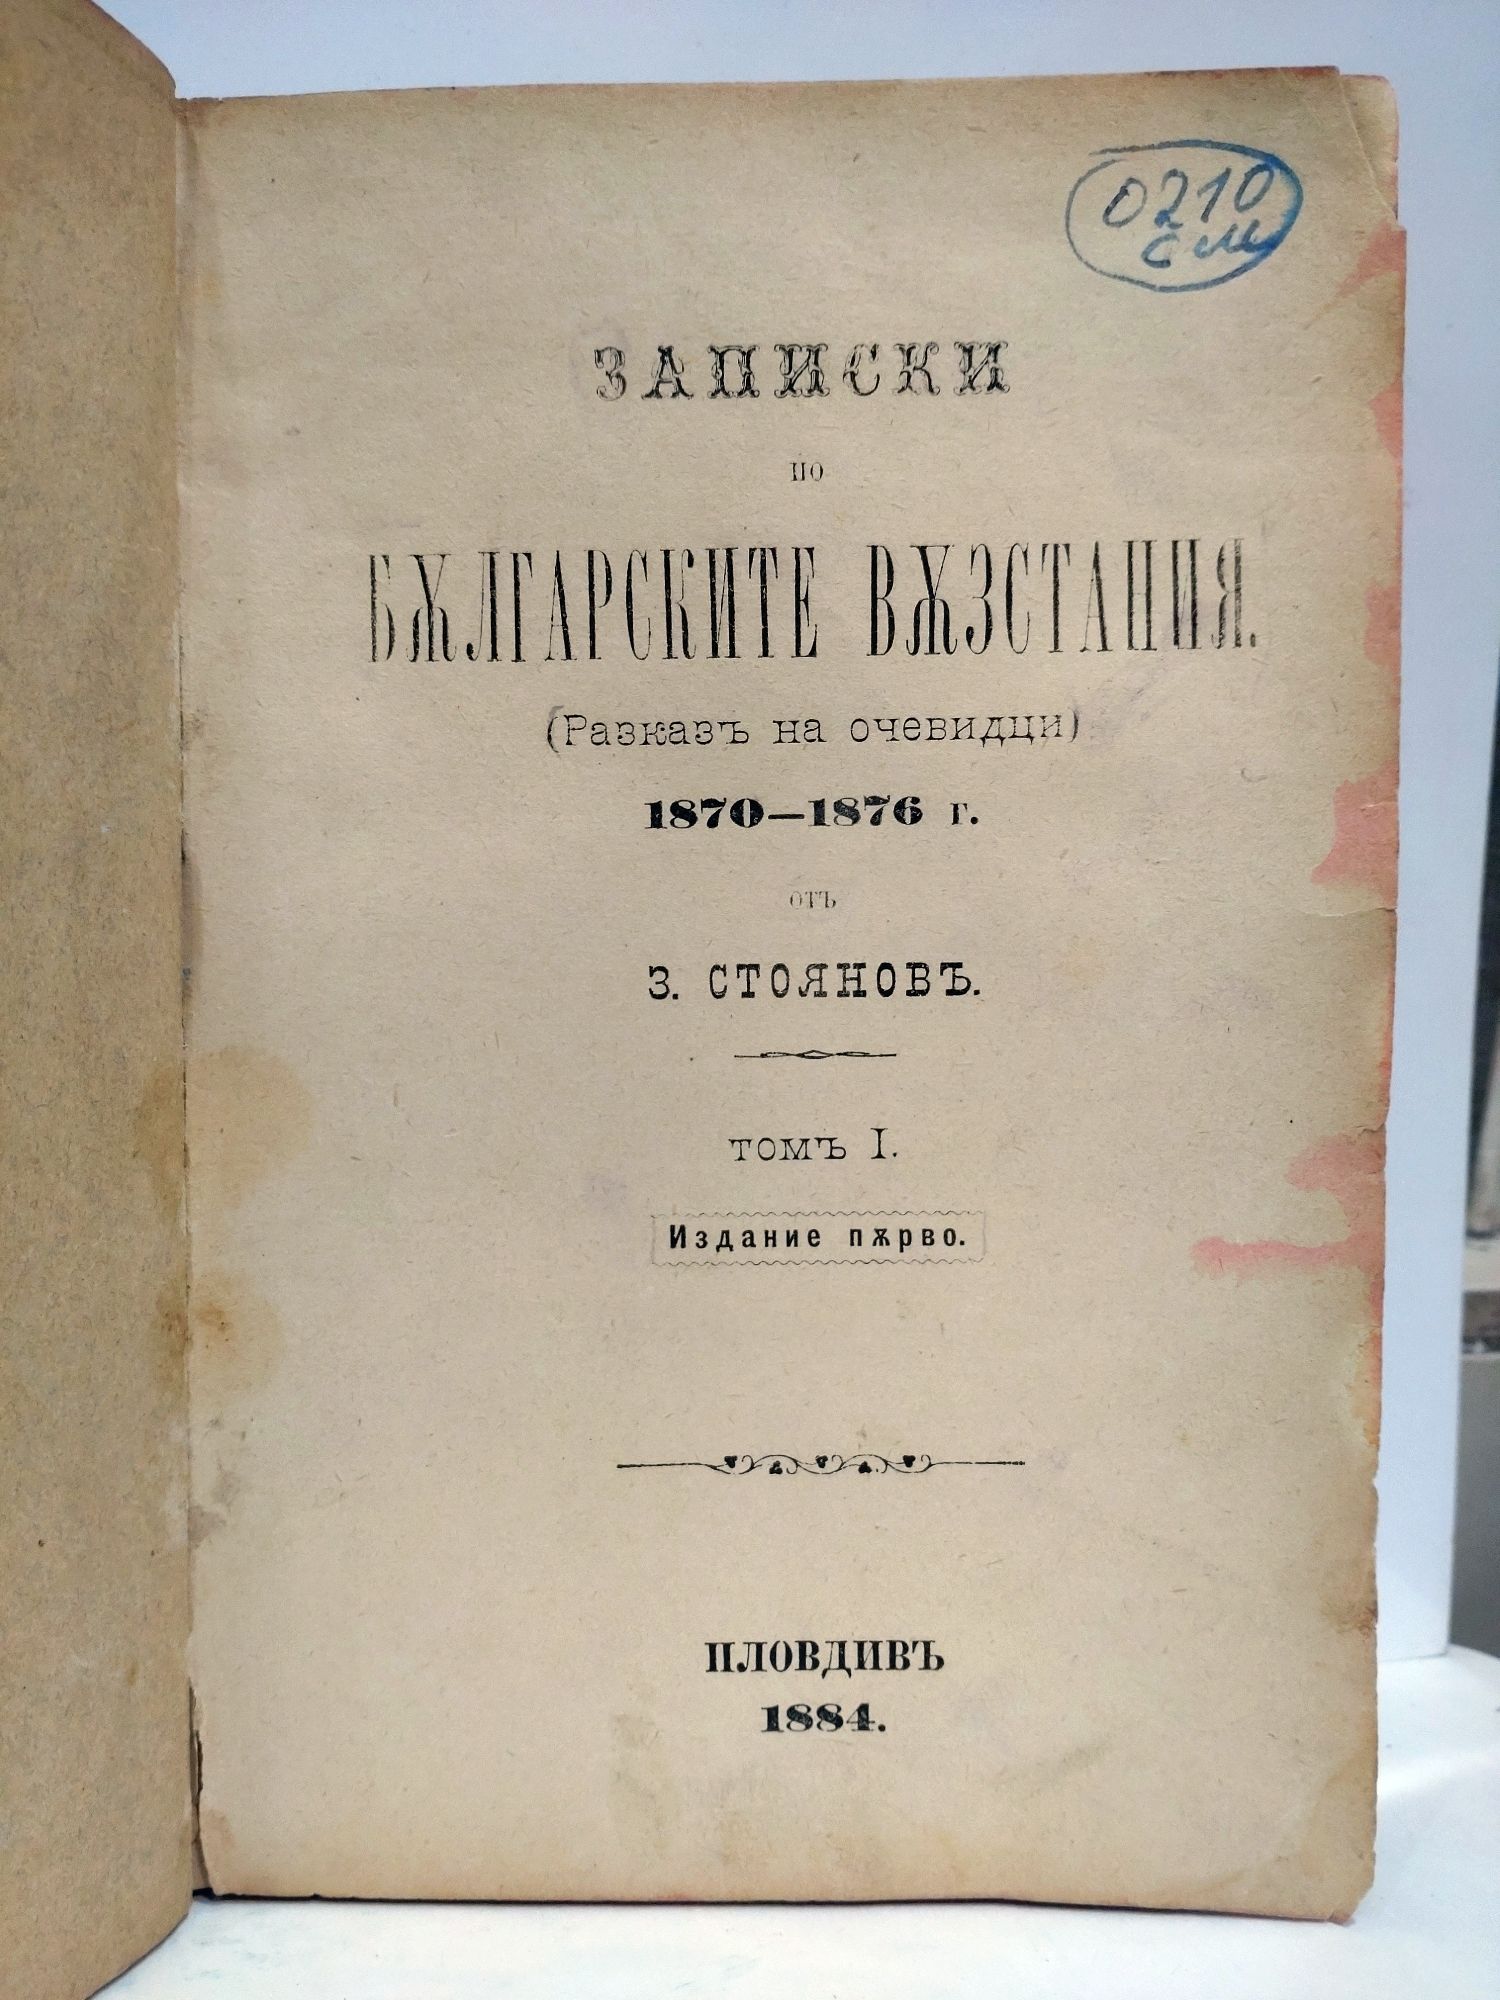 0210
см
ЗАПИСКИ
по
БѪЛГАРСКИТЕ ВѪЗСТАНИЯ.
(Разказъ на очевидци)
1870—1876 г.
отъ
З. СТОЯНОВЪ.
томъ I.
Издание пѫрво.
ПЛОВДИВЪ
1884.